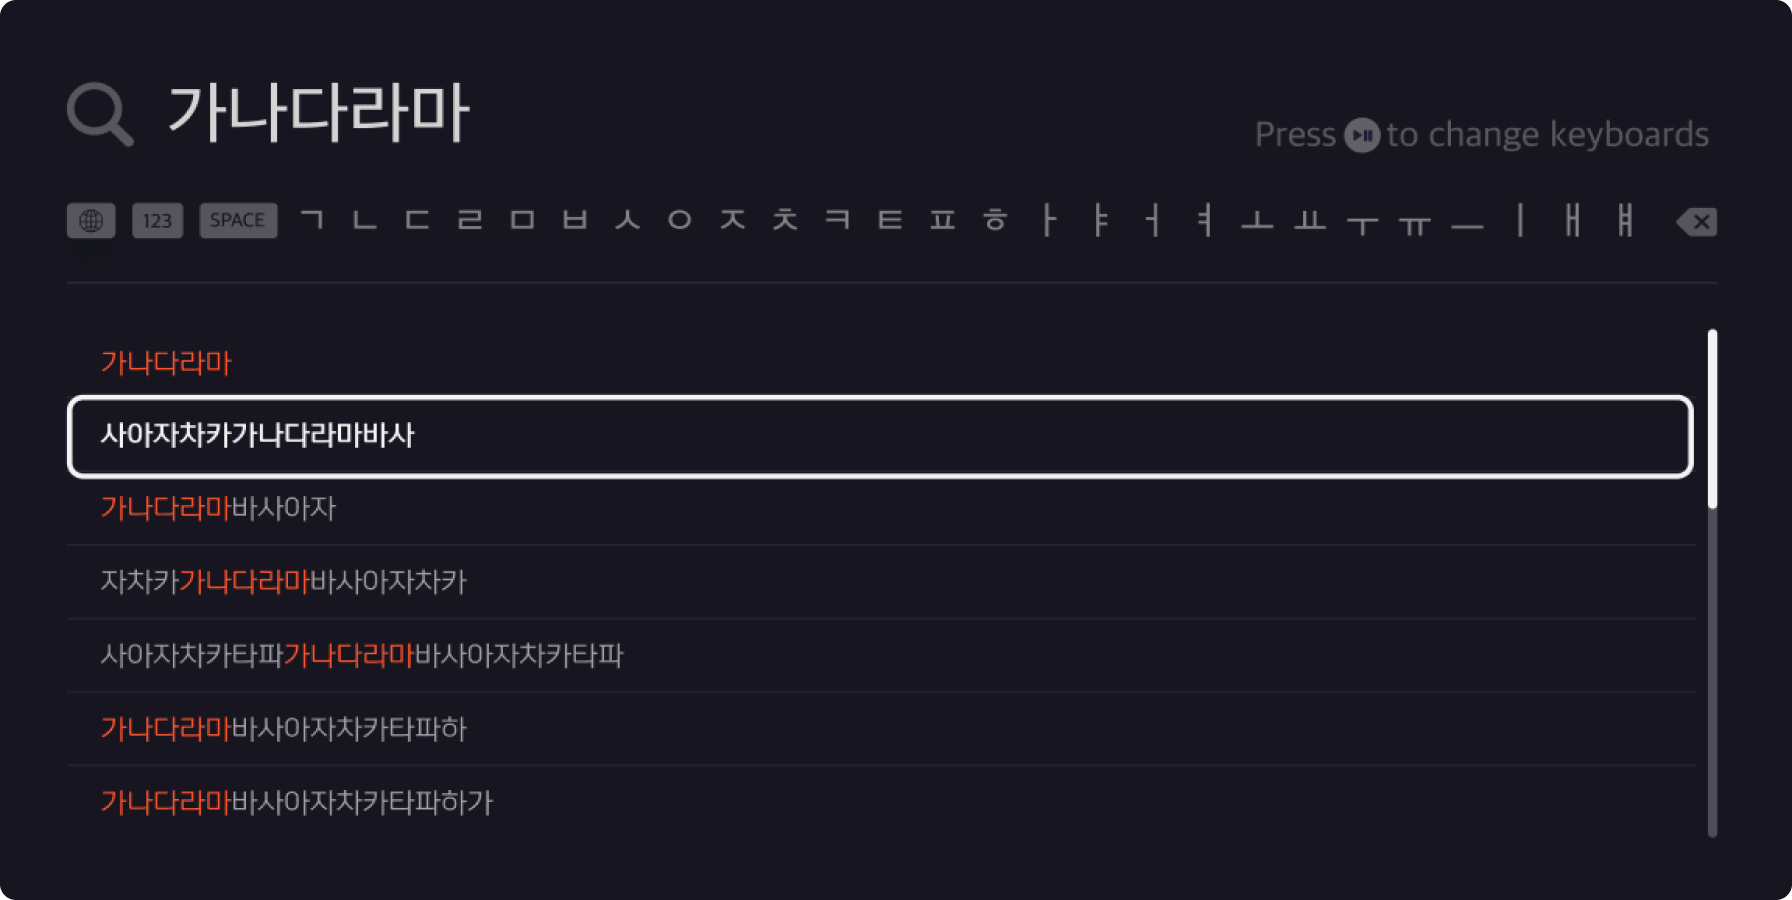 가나다라마
Press to change keyboards
123 SPACE ㄱ ㄴ ㄷ ㄹ ㅁ ㅂ ㅅ ㅇ ㅈ ㅊ ㅋ ㅌ ㅍ ㅎ ㅏ ㅑ ㅓ ㅕ ㅗ ㅛ ㅜ ㅠ ㅡ ㅣ ㅐ ㅒ
가나다라마
사아자차카가나다라마바사
가나다라마바사아자
자차카가나다라마바사아자차카
사아자차카타파가나다라마바사아자차카타파
가나다라마바사아자차카타파하
가나다라마바사아자차카타파하가